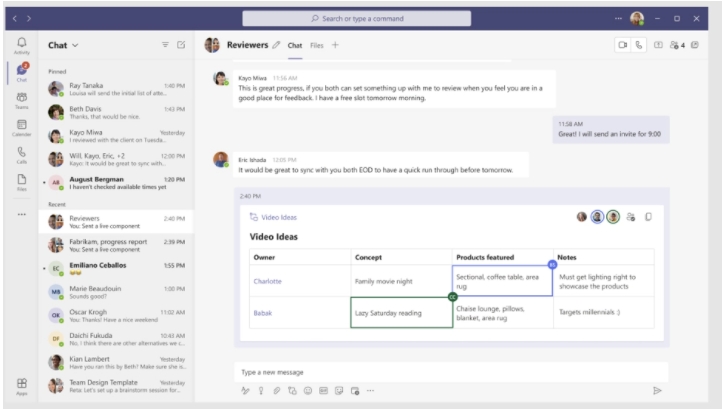 Search or type a command
Activity
Chat
Teams
Calendar
Calls
Files
Apps
Chat
Pinned
Ray Tanaka 1:40 PM
Louise will send the initial list of atte...
Beth Davis 1:43 PM
Thanks, that would be nice.
Kayo Miwa Yesterday
I reviewed with the client on Tuesda...
Will, Kayo, Eric, +2 12:00 PM
Kayo: It would be great to sync with...
AB August Bergman 1:20 PM
I haven't checked available times yet
Recent
Reviewers 2:40 PM
You: Sent a live component
Fabrikam, progress report 2:39 PM
You: Sent a live component
EC Emiliano Ceballos 1:55 PM
MB Marie Beaudouin 1:00 PM
Sounds good?
OK Oscar Krogh 11:02 AM
You: Thanks! Have a nice weekend
DF Daichi Fukuda 10:43 AM
No, I think there are other alternatives we c...
Kian Lambert Yesterday
Have you ran this by Beth? Make sure she is...
Team Design Template Yesterday
Reta: Let's set up a brainstorm session for...
Reviewers Chat Files 4
Kayo Miwa 11:56 AM
This is great progress, if you both can set something up with me to review when you feel you are in a
good place for feedback. I have a free slot tomorrow morning.
11:58 AM
Great! I will send an invite for 9:00
Eric Ishada 12:05 PM
It would be great to sync with you both EOD to have a quick run through before tomorrow.
2:40 PM
Video Ideas
Video Ideas
Owner Concept Products featured Notes
Charlotte Family movie night Sectional, coffee table, area
rug Must get lighting right to
showcase the products
Babak Lazy Saturday reading Chaise lounge, pillows,
blanket, area rug Targets millennials :)
Type a new message